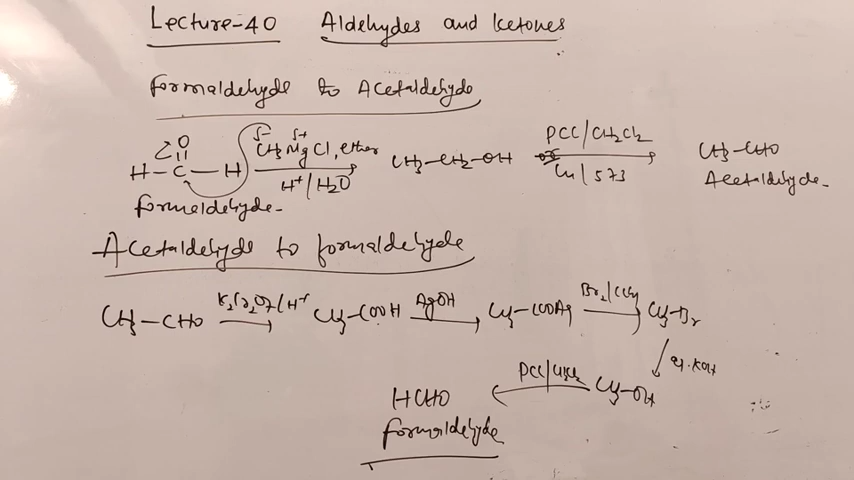 Lecture-40 Aldehydes and Ketones
Formaldehyde to Acetaldehyde
O
H-C-H δ- δ+ CH3MgCl, ether CH3-CH2-OH PCC/CH2Cl2 CH3-CHO
H+/H2O Cu/573 Acetaldehyde
formaldehyde
Acetaldehyde to formaldehyde
CH3-CHO K2Cr2O7/H+ CH3-COOH AgOH CH3-COOAg Br2/CCl4 CH3-Br
aq. KOH
HCHO PCC/CH2Cl2 CH3-OH
formaldehyde